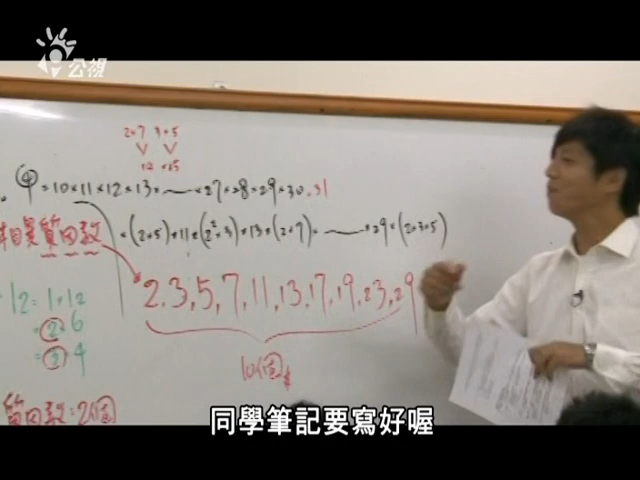 公視
2×7 3×5
12 ×15
④ =10×11×12×13×——×27×28×29×30.31
=(2×5)×11×(2²×3)×13×(2×7)×——×29×(2×3×5)
相異質因數
2,3,5,7,11,13,17,19,23,29
10個
12=1×12
=2×6
=3×4
質因數:2個
同學筆記要寫好喔